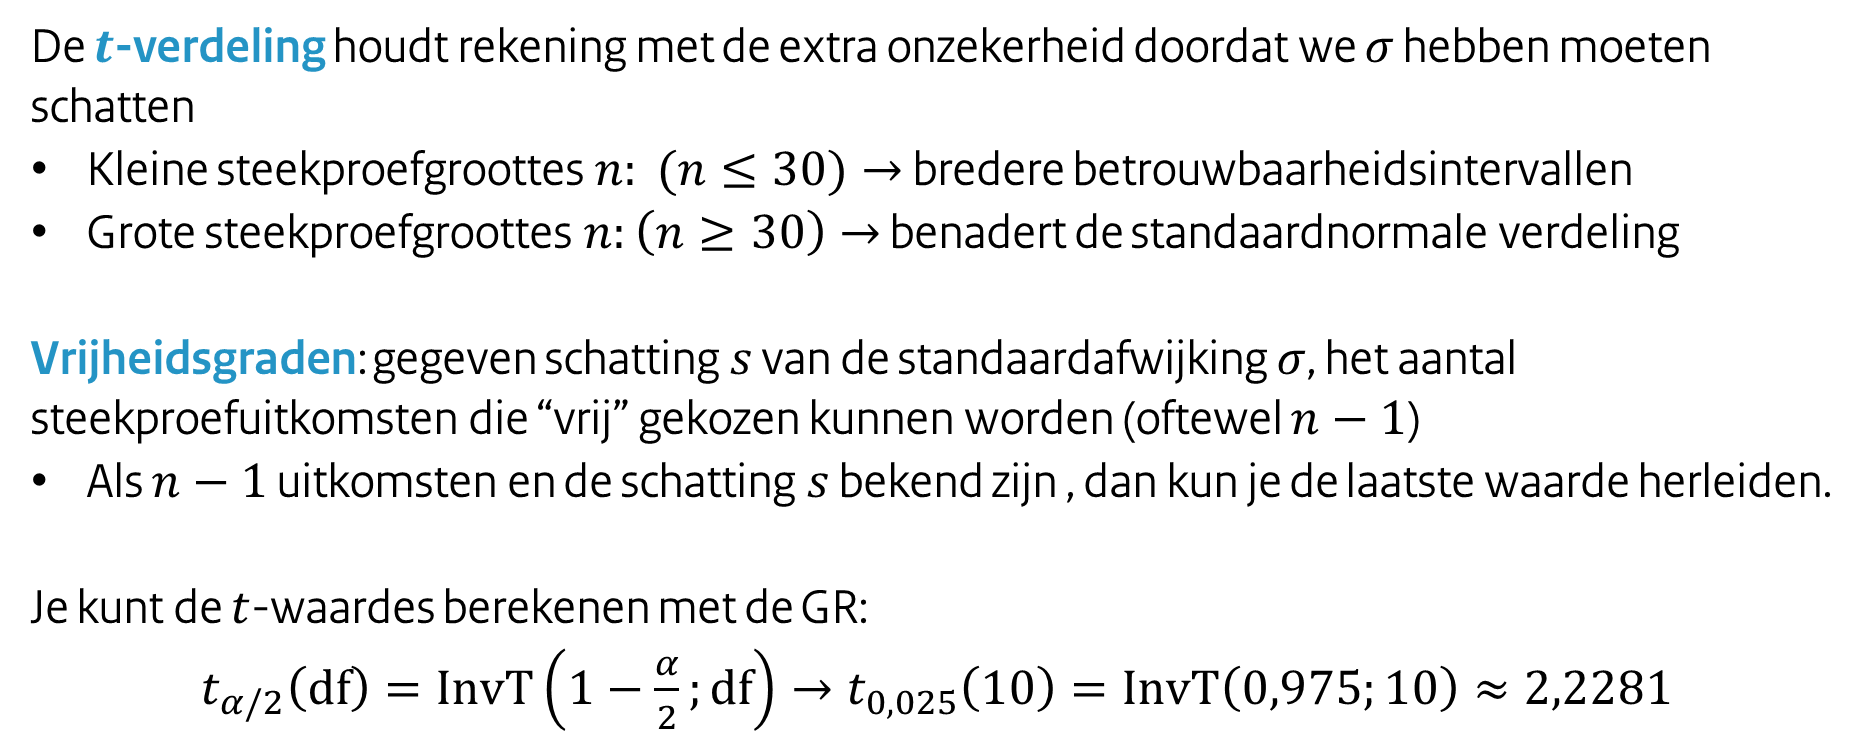 De t-verdeling houdt rekening met de extra onzekerheid doordat we σ hebben moeten
schatten
• Kleine steekproefgroottes n: (n ≤ 30) → bredere betrouwbaarheidsintervallen
• Grote steekproefgroottes n: (n ≥ 30) → benadert de standaardnormale verdeling
Vrijheidsgraden: gegeven schatting s van de standaardafwijking σ, het aantal
steekproefuitkomsten die “vrij” gekozen kunnen worden (oftewel n − 1)
• Als n − 1 uitkomsten en de schatting s bekend zijn , dan kun je de laatste waarde herleiden.
Je kunt de t-waardes berekenen met de GR:
t_{α/2}(df) = InvT(1 − α/2; df) → t_{0,025}(10) = InvT(0,975; 10) ≈ 2,2281